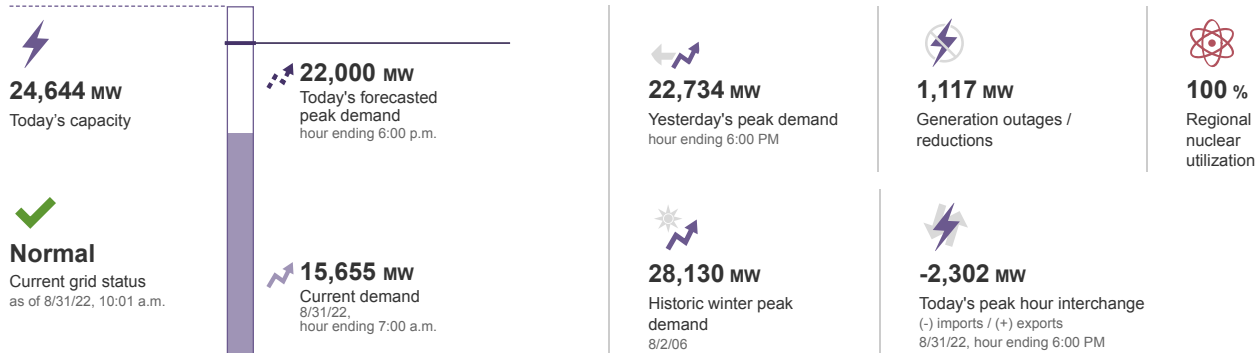 24,644 MW
Today's capacity
Normal
Current grid status
as of 8/31/22, 10:01 a.m.
22,000 MW
Today's forecasted
peak demand
hour ending 6:00 p.m.
15,655 MW
Current demand
8/31/22,
hour ending 7:00 a.m.
22,734 MW
Yesterday's peak demand
hour ending 6:00 PM
1,117 MW
Generation outages /
reductions
100 %
Regional
nuclear
utilization
28,130 MW
Historic winter peak
demand
8/2/06
-2,302 MW
Today's peak hour interchange
(-) imports / (+) exports
8/31/22, hour ending 6:00 PM